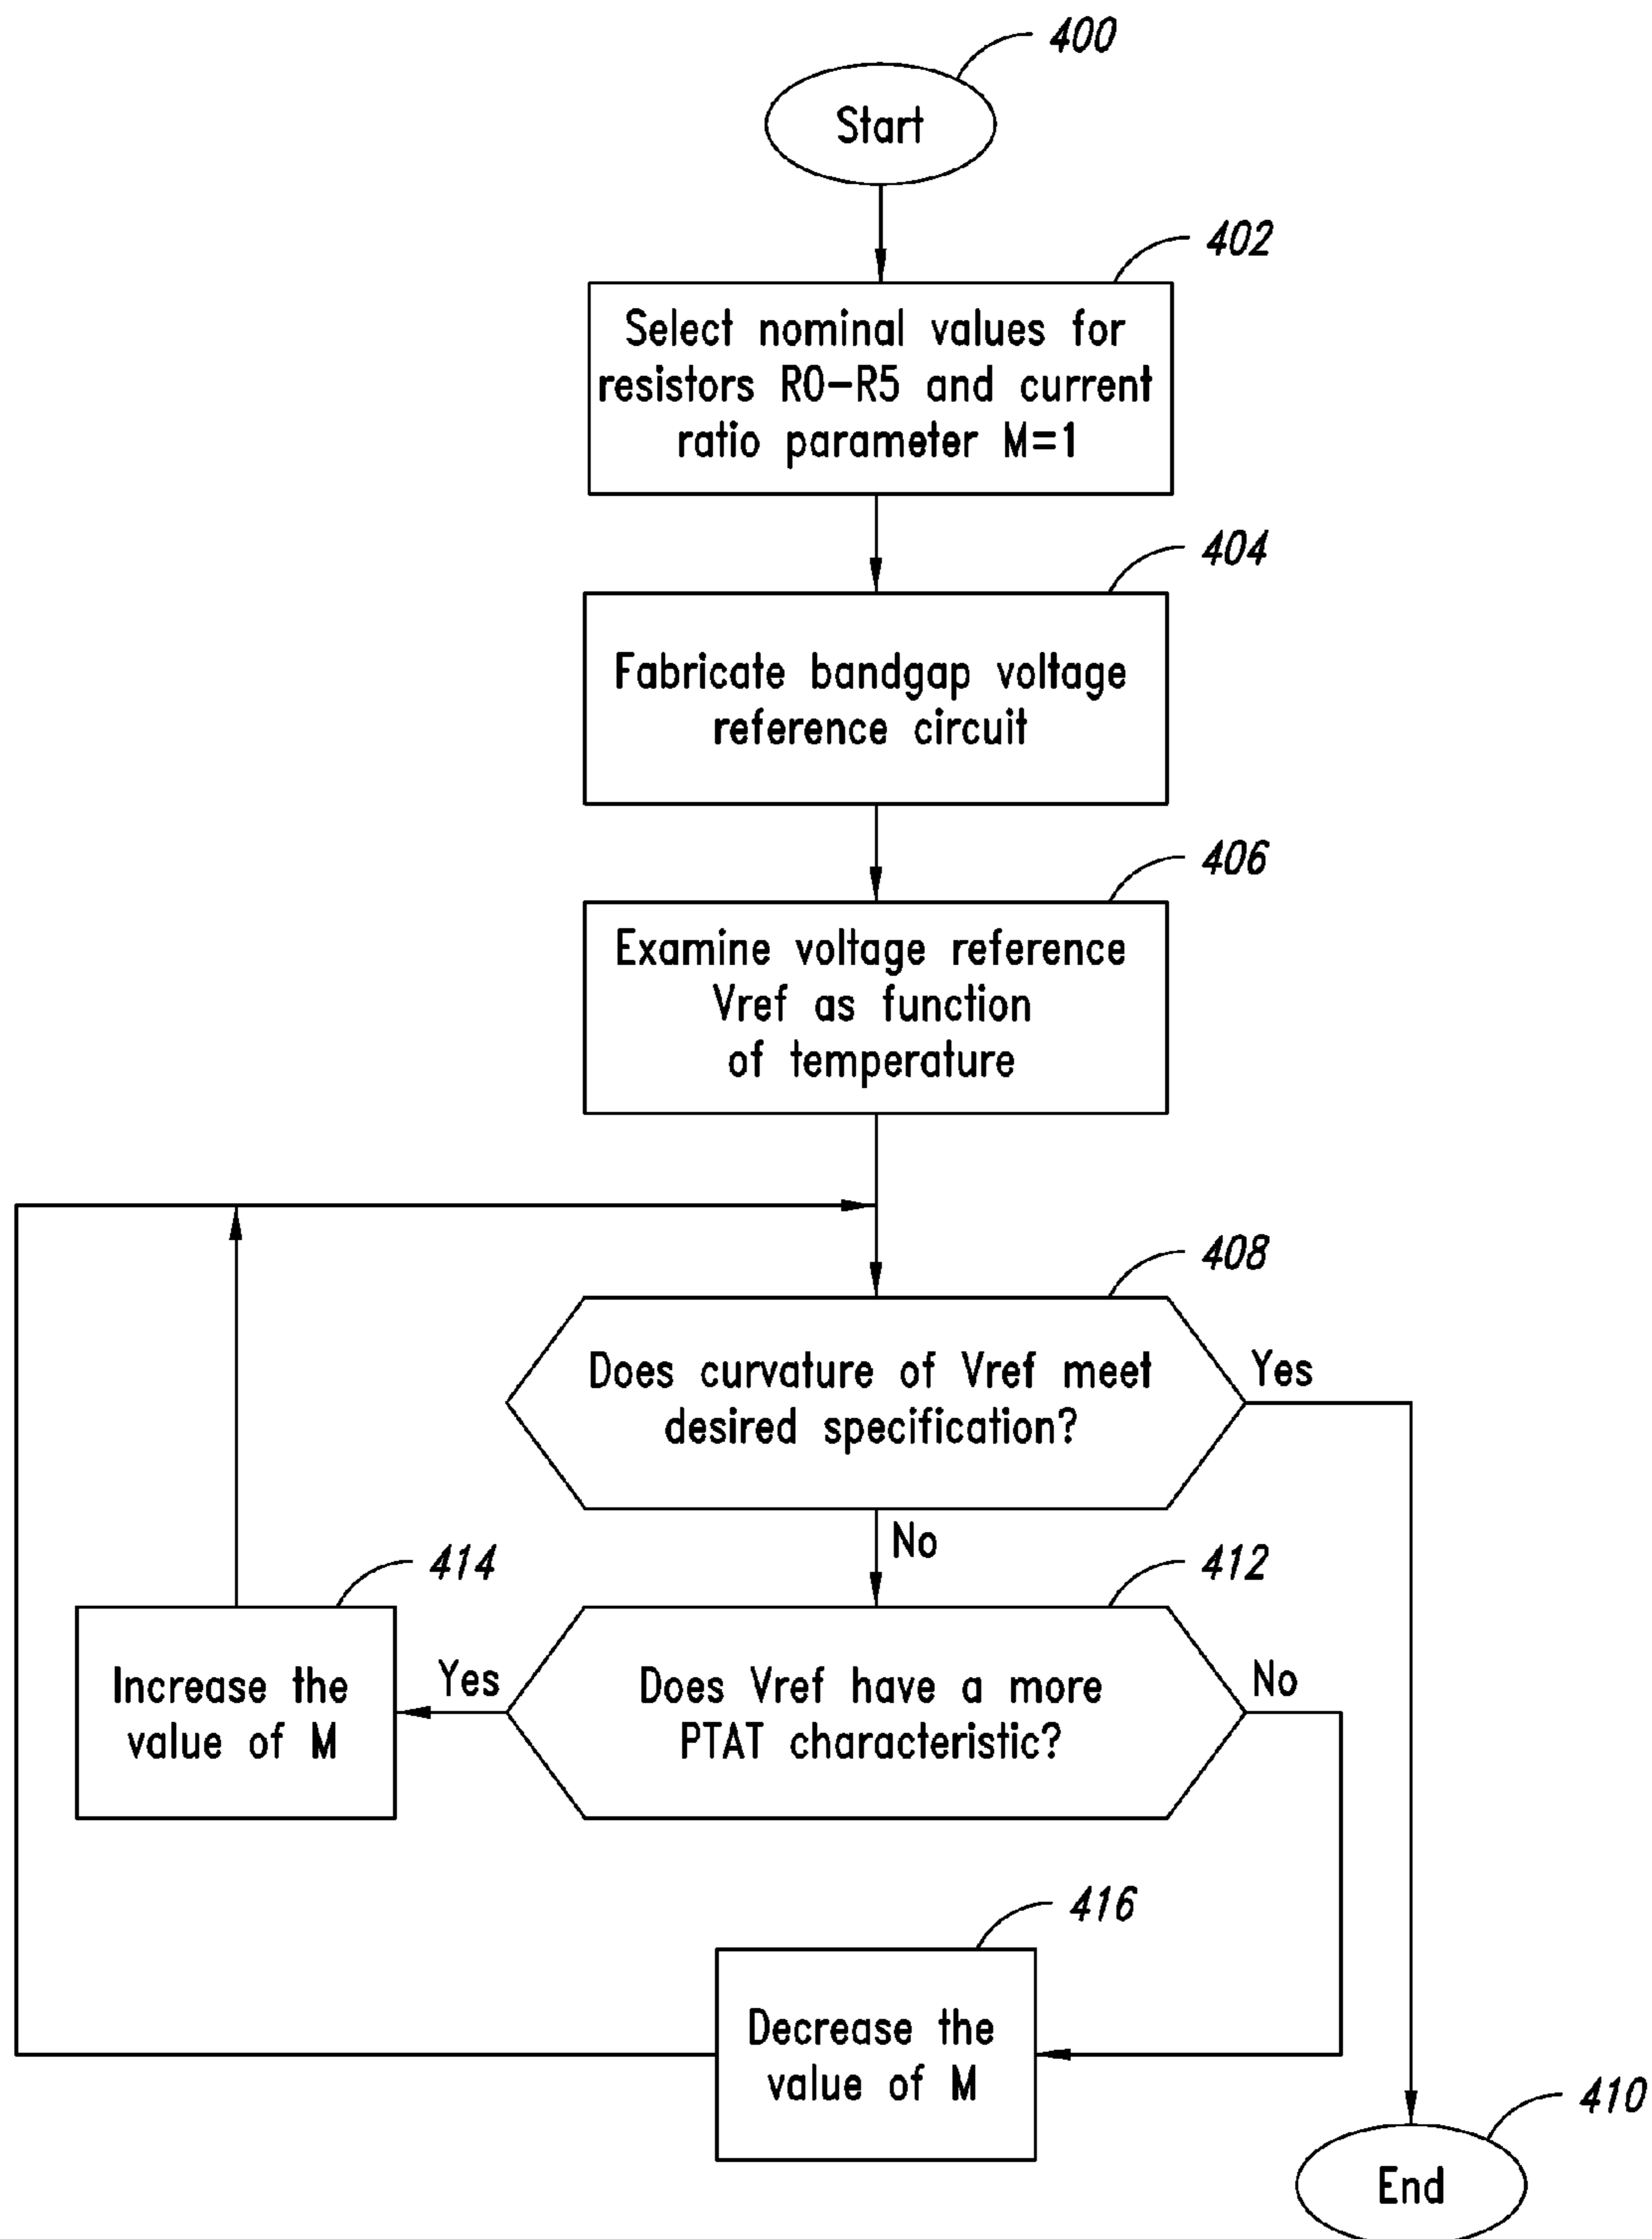 400
Start
402
Select nominal values for
resistors R0-R5 and current
ratio parameter M=1
404
Fabricate bandgap voltage
reference circuit
406
Examine voltage reference
Vref as function
of temperature
408
Does curvature of Vref meet
desired specification?
Yes
No
414
412
Increase the
value of M
Yes
Does Vref have a more
PTAT characteristic?
No
416
Decrease the
value of M
410
End